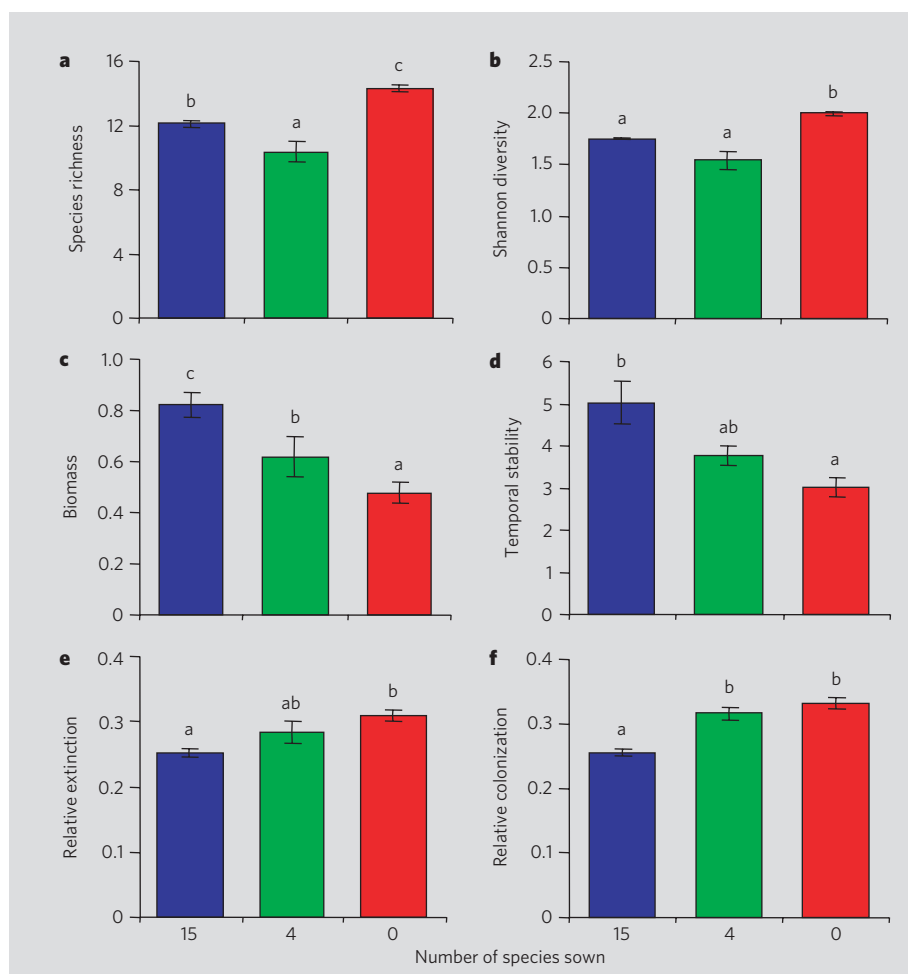 a
Species richness
16
12
8
4
0
b
a
c
b
Shannon diversity
2.5
2.0
1.5
1.0
0.5
0
a
a
b
c
Biomass
1.0
0.8
0.6
0.4
0.2
0
c
b
a
d
Temporal stability
6
5
4
3
2
1
0
b
ab
a
e
Relative extinction
0.4
0.3
0.2
0.1
0
a
ab
b
15 4 0
f
Relative colonization
0.4
0.3
0.2
0.1
0
a
b
b
15 4 0
Number of species sown